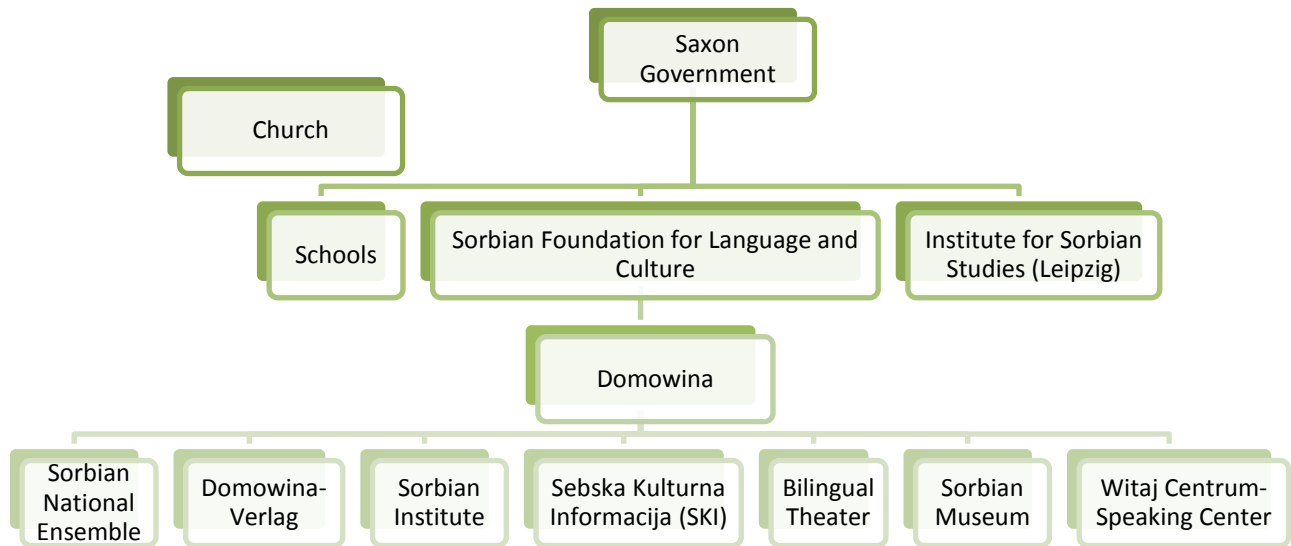 Saxon
Government
Church
Schools
Sorbian Foundation for Language and
Culture
Institute for Sorbian
Studies (Leipzig)
Domowina
Sorbian
National
Ensemble
Domowina-
Verlag
Sorbian
Institute
Sebska Kulturna
Informacija (SKI)
Bilingual
Theater
Sorbian
Museum
Witaj Centrum-
Speaking Center